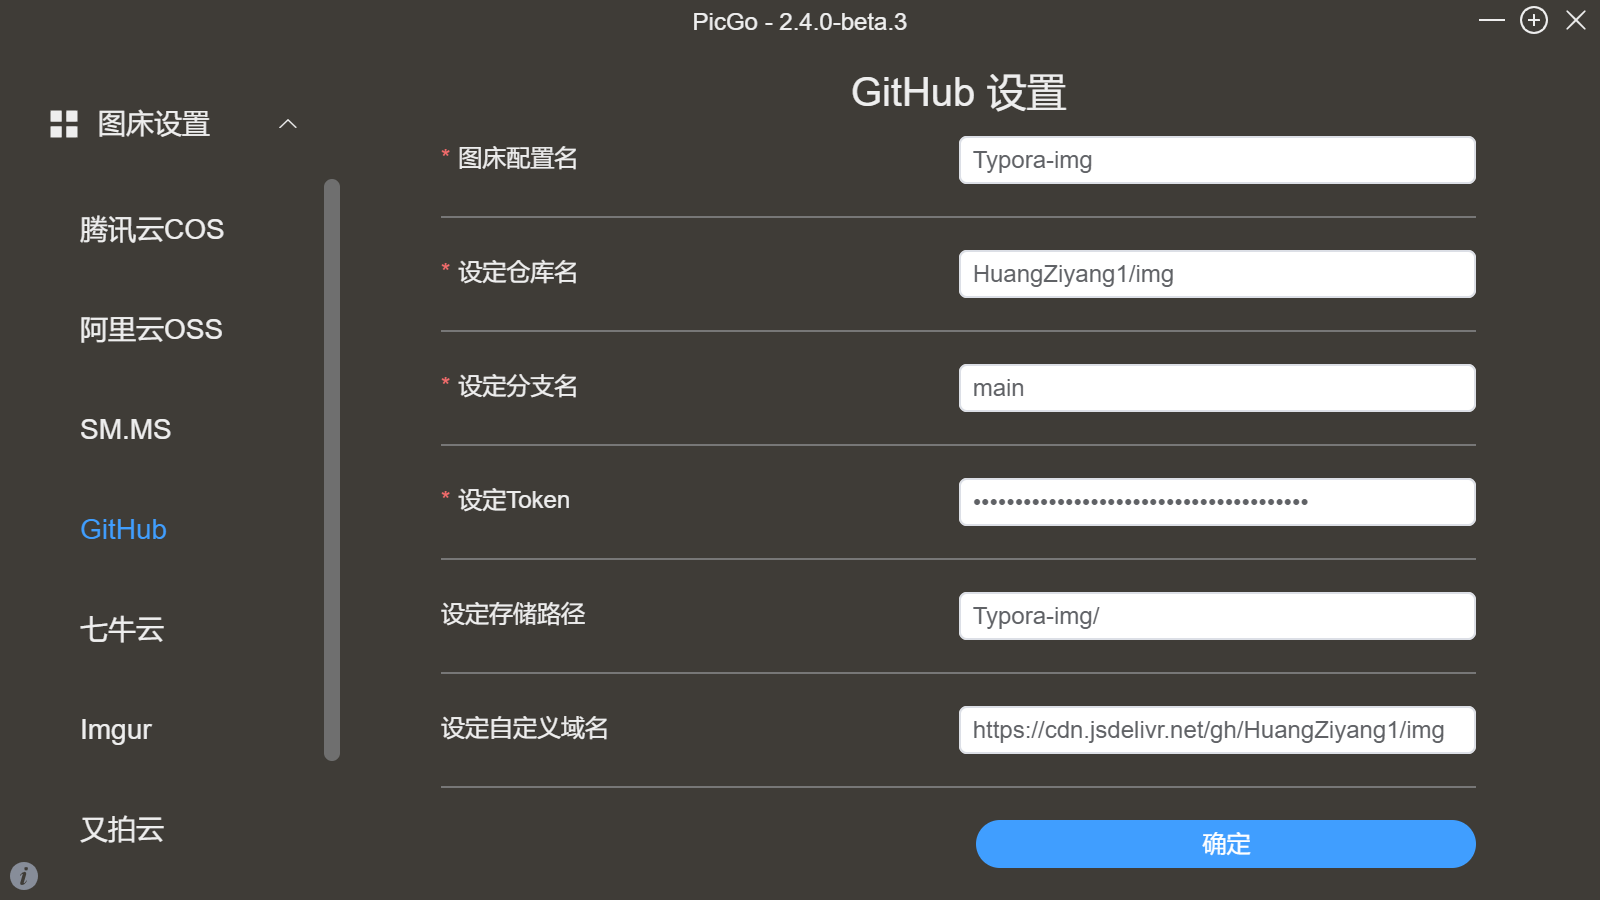 PicGo - 2.4.0-beta.3
图床设置
腾讯云COS
阿里云OSS
SM.MS
GitHub
七牛云
Imgur
又拍云
GitHub 设置
* 图床配置名
Typora-img
* 设定仓库名
HuangZiyang1/img
* 设定分支名
main
* 设定Token
••••••••••••••••••••••••••••••••••••••••
设定存储路径
Typora-img/
设定自定义域名
https://cdn.jsdelivr.net/gh/HuangZiyang1/img
确定